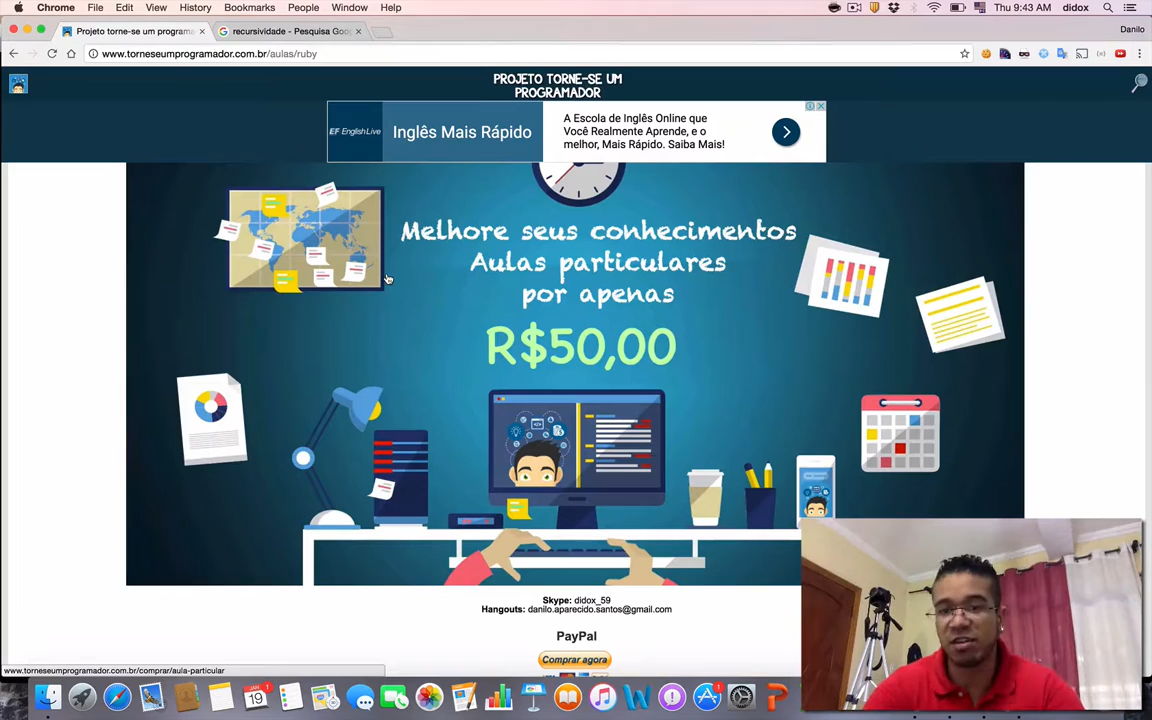 Chrome File Edit View History Bookmarks People Window Help
Thu 9:43 AM didox
Projeto torne-se um programa
recursividade - Pesquisa Goo
Danilo
www.torneseumprogramador.com.br/aulas/ruby
PROJETO TORNE-SE UM
PROGRAMADOR
EF EnglishLive
Inglês Mais Rápido
A Escola de Inglês Online que
Você Realmente Aprende, e o
melhor, Mais Rápido. Saiba Mais!
Melhore seus conhecimentos
Aulas particulares
por apenas
R$50,00
Skype: didox_59
Hangouts: danilo.aparecido.santos@gmail.com
PayPal
Comprar agora
www.torneseumprogramador.com.br/comprar/aula-particular
JAN
19
1